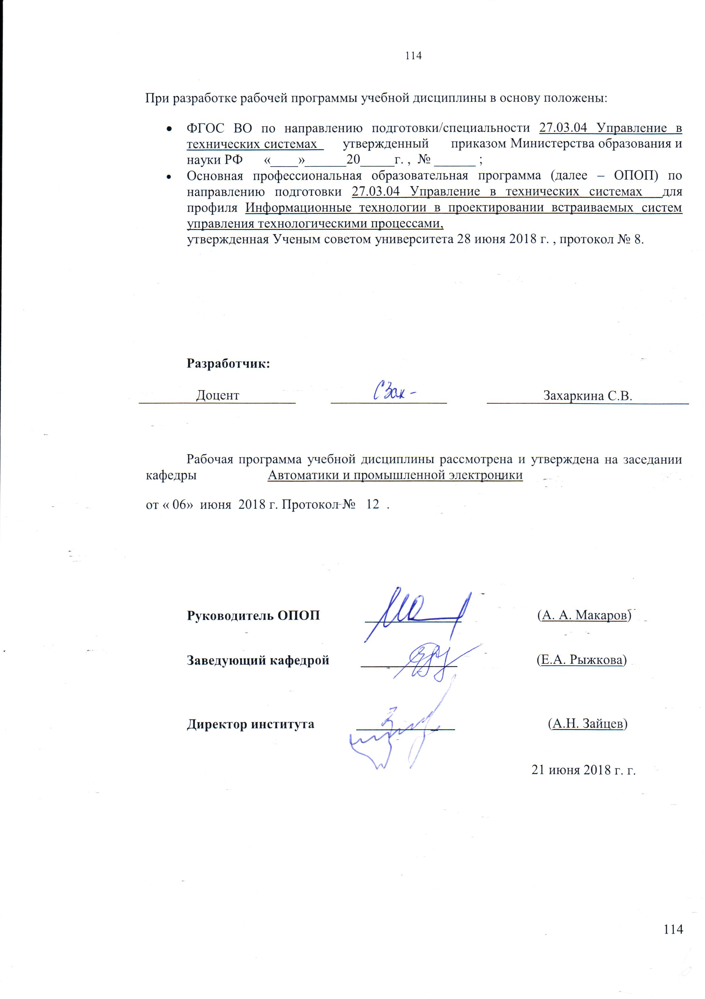 114
При разработке рабочей программы учебной дисциплины в основу положены:
• ФГОС ВО по направлению подготовки/специальности 27.03.04 Управление в
технических системах утвержденный приказом Министерства образования и
науки РФ «____»______20_____г. , № ______ ;
• Основная профессиональная образовательная программа (далее – ОПОП) по
направлению подготовки 27.03.04 Управление в технических системах для
профиля Информационные технологии в проектировании встраиваемых систем
управления технологическими процессами,
утвержденная Ученым советом университета 28 июня 2018 г. , протокол № 8.
Разработчик:
Доцент СЗак- Захаркина С.В.
Рабочая программа учебной дисциплины рассмотрена и утверждена на заседании
кафедры Автоматики и промышленной электроники
от « 06» июня 2018 г. Протокол № 12 .
Руководитель ОПОП (А. А. Макаров)
Заведующий кафедрой (Е.А. Рыжкова)
Директор института (А.Н. Зайцев)
21 июня 2018 г. г.
114